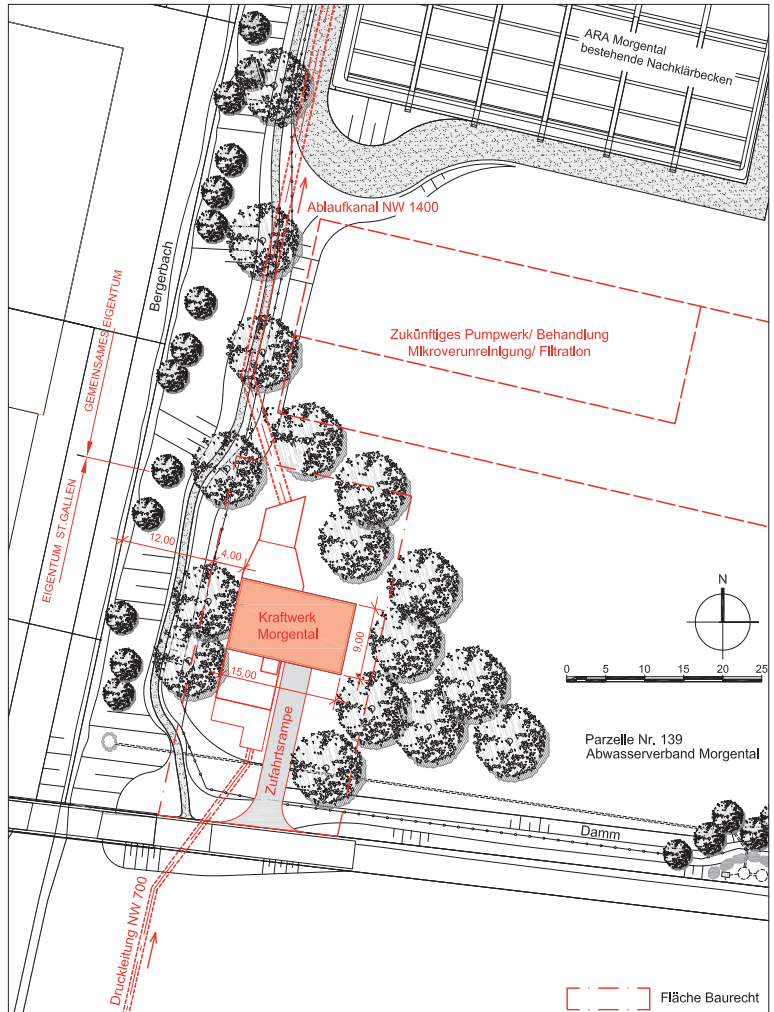 ARA Morgental
bestehende Nachklärbecken
Ablaufkanal NW 1400
Bergerbach
GEMEINSAMES EIGENTUM
EIGENTUM ST.GALLEN
Zukünftiges Pumpwerk/ Behandlung
Mikroverunreinigung/ Filtration
12,00
4,00
Kraftwerk
Morgental
9,00
15,00
Zufahrtsrampe
N
0 5 10 15 20 25
Parzelle Nr. 139
Abwasserverband Morgental
Damm
Druckleitung NW 700
Fläche Baurecht